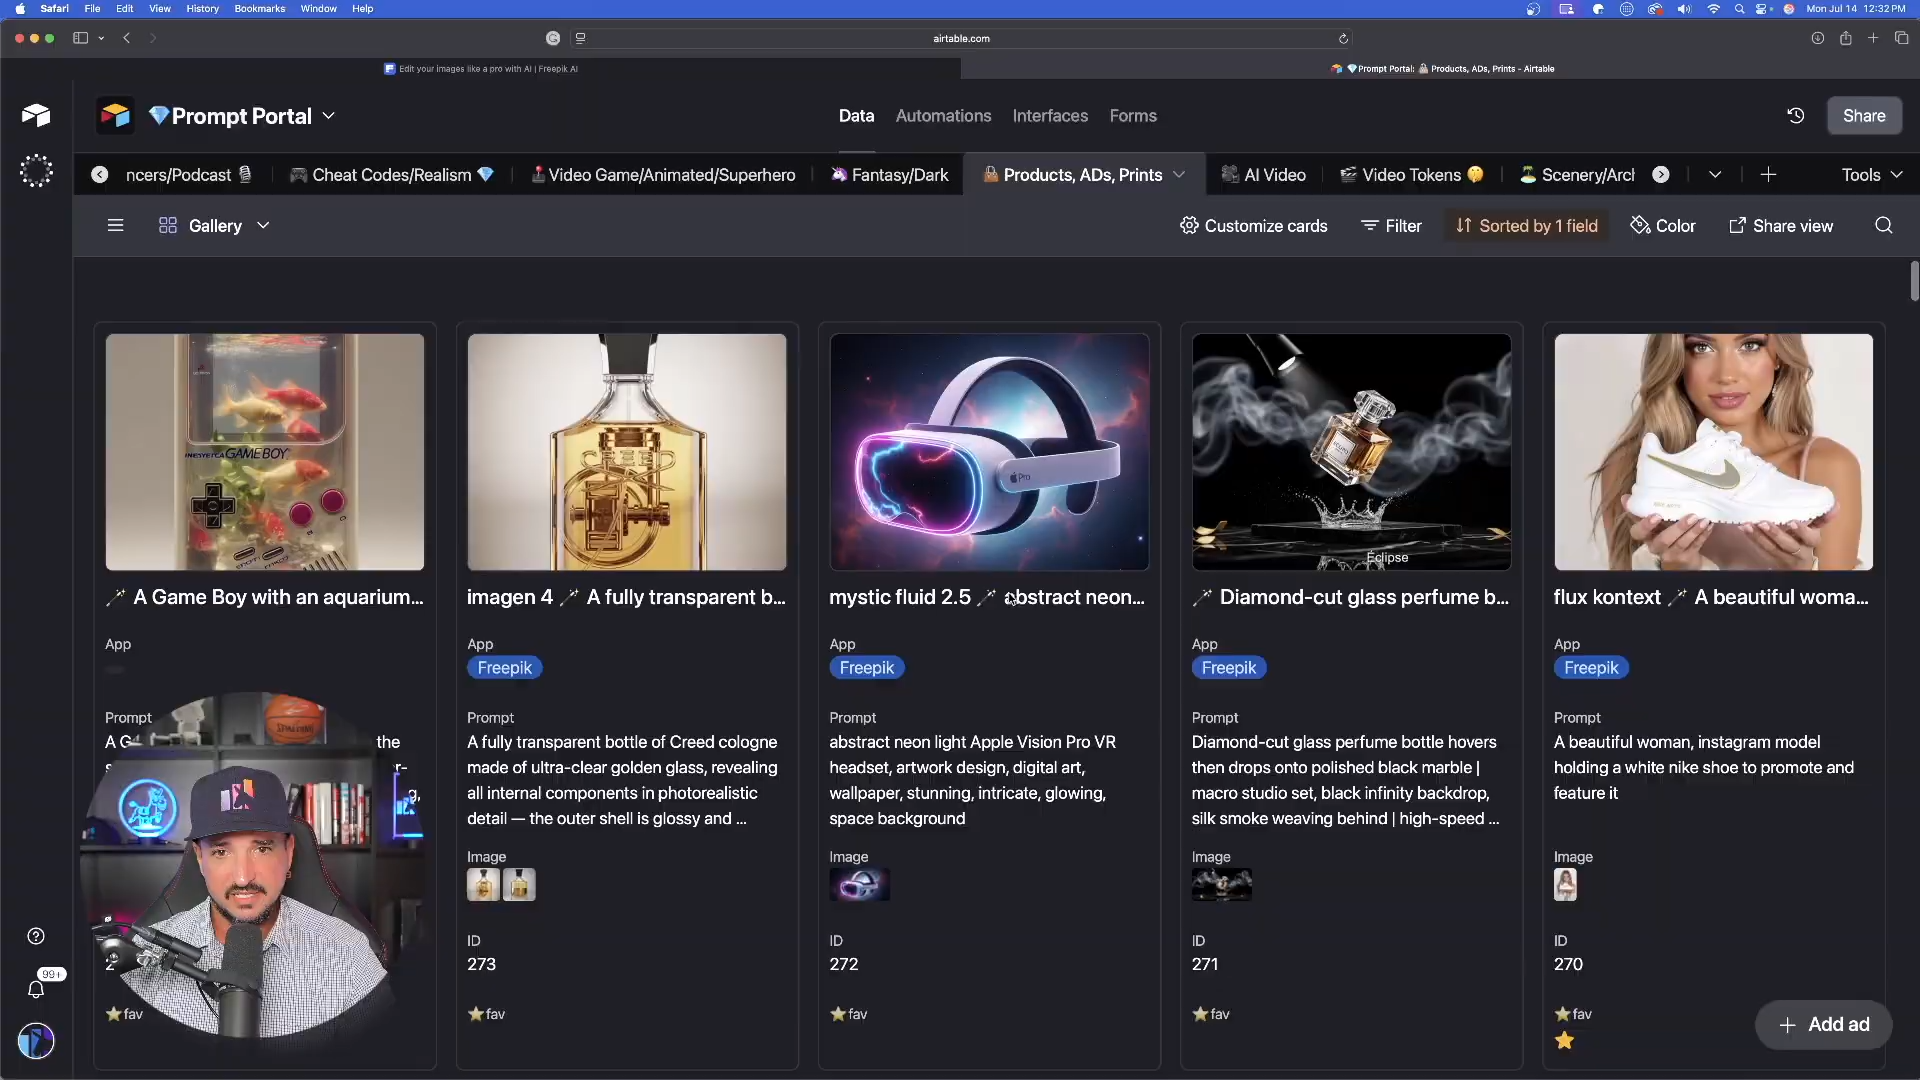 Safari File Edit View History Bookmarks Window Help
Mon Jul 14 12:32 PM
airtable.com
Edit your images like a pro with AI | Freepik AI
💎Prompt Portal: Products, ADs, Prints - Airtable
💎Prompt Portal
Data Automations Interfaces Forms
Share
ncers/Podcast 🎙 🎮 Cheat Codes/Realism 💎 🕹Video Game/Animated/Superhero 🦄 Fantasy/Dark Products, ADs, Prints 🎥 AI Video 🎬 Video Tokens 🤫 🏝 Scenery/Arch Tools
Gallery
Customize cards Filter Sorted by 1 field Color Share view
GAME BOY
CREED
Pro
Eclipse
🪄 A Game Boy with an aquarium...
App
Prompt
A G
the
ID
fav
imagen 4 🪄 A fully transparent b...
App
Freepik
Prompt
A fully transparent bottle of Creed cologne
made of ultra-clear golden glass, revealing
all internal components in photorealistic
detail — the outer shell is glossy and ...
Image
ID
273
⭐fav
mystic fluid 2.5 🪄 abstract neon...
App
Freepik
Prompt
abstract neon light Apple Vision Pro VR
headset, artwork design, digital art,
wallpaper, stunning, intricate, glowing,
space background
Image
ID
272
⭐fav
🪄 Diamond-cut glass perfume b...
App
Freepik
Prompt
Diamond-cut glass perfume bottle hovers
then drops onto polished black marble |
macro studio set, black infinity backdrop,
silk smoke weaving behind | high-speed ...
Image
ID
271
⭐fav
flux kontext 🪄 A beautiful woma...
App
Freepik
Prompt
A beautiful woman, instagram model
holding a white nike shoe to promote and
feature it
Image
ID
270
⭐fav
⭐
SPALDING
99+
+ Add ad